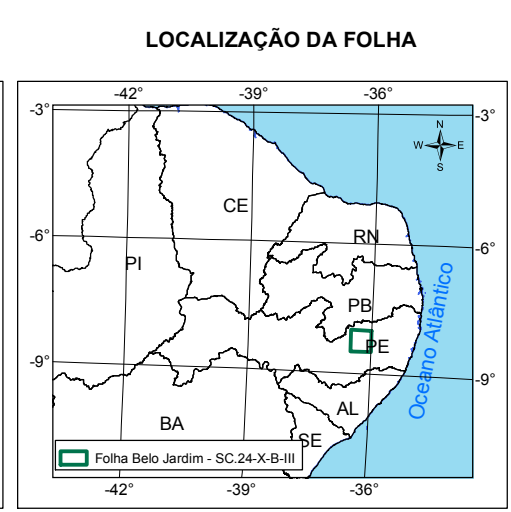 LOCALIZAÇÃO DA FOLHA
-42° -39° -36°
-3° -3°
N
W E
S
CE
RN
-6° -6°
PI
PB
Oceano Atlântico
PE
-9° -9°
AL
BA
SE
Folha Belo Jardim - SC.24-X-B-III
-42° -39° -36°